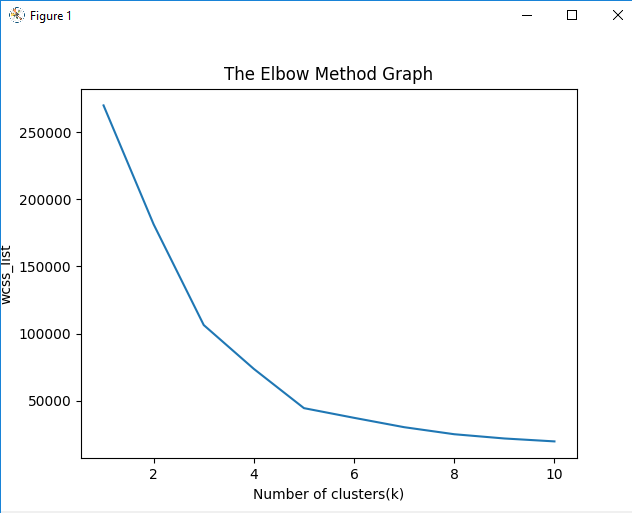 Figure 1
The Elbow Method Graph
250000
200000
150000
100000
50000
wcss_list
2 4 6 8 10
Number of clusters(k)